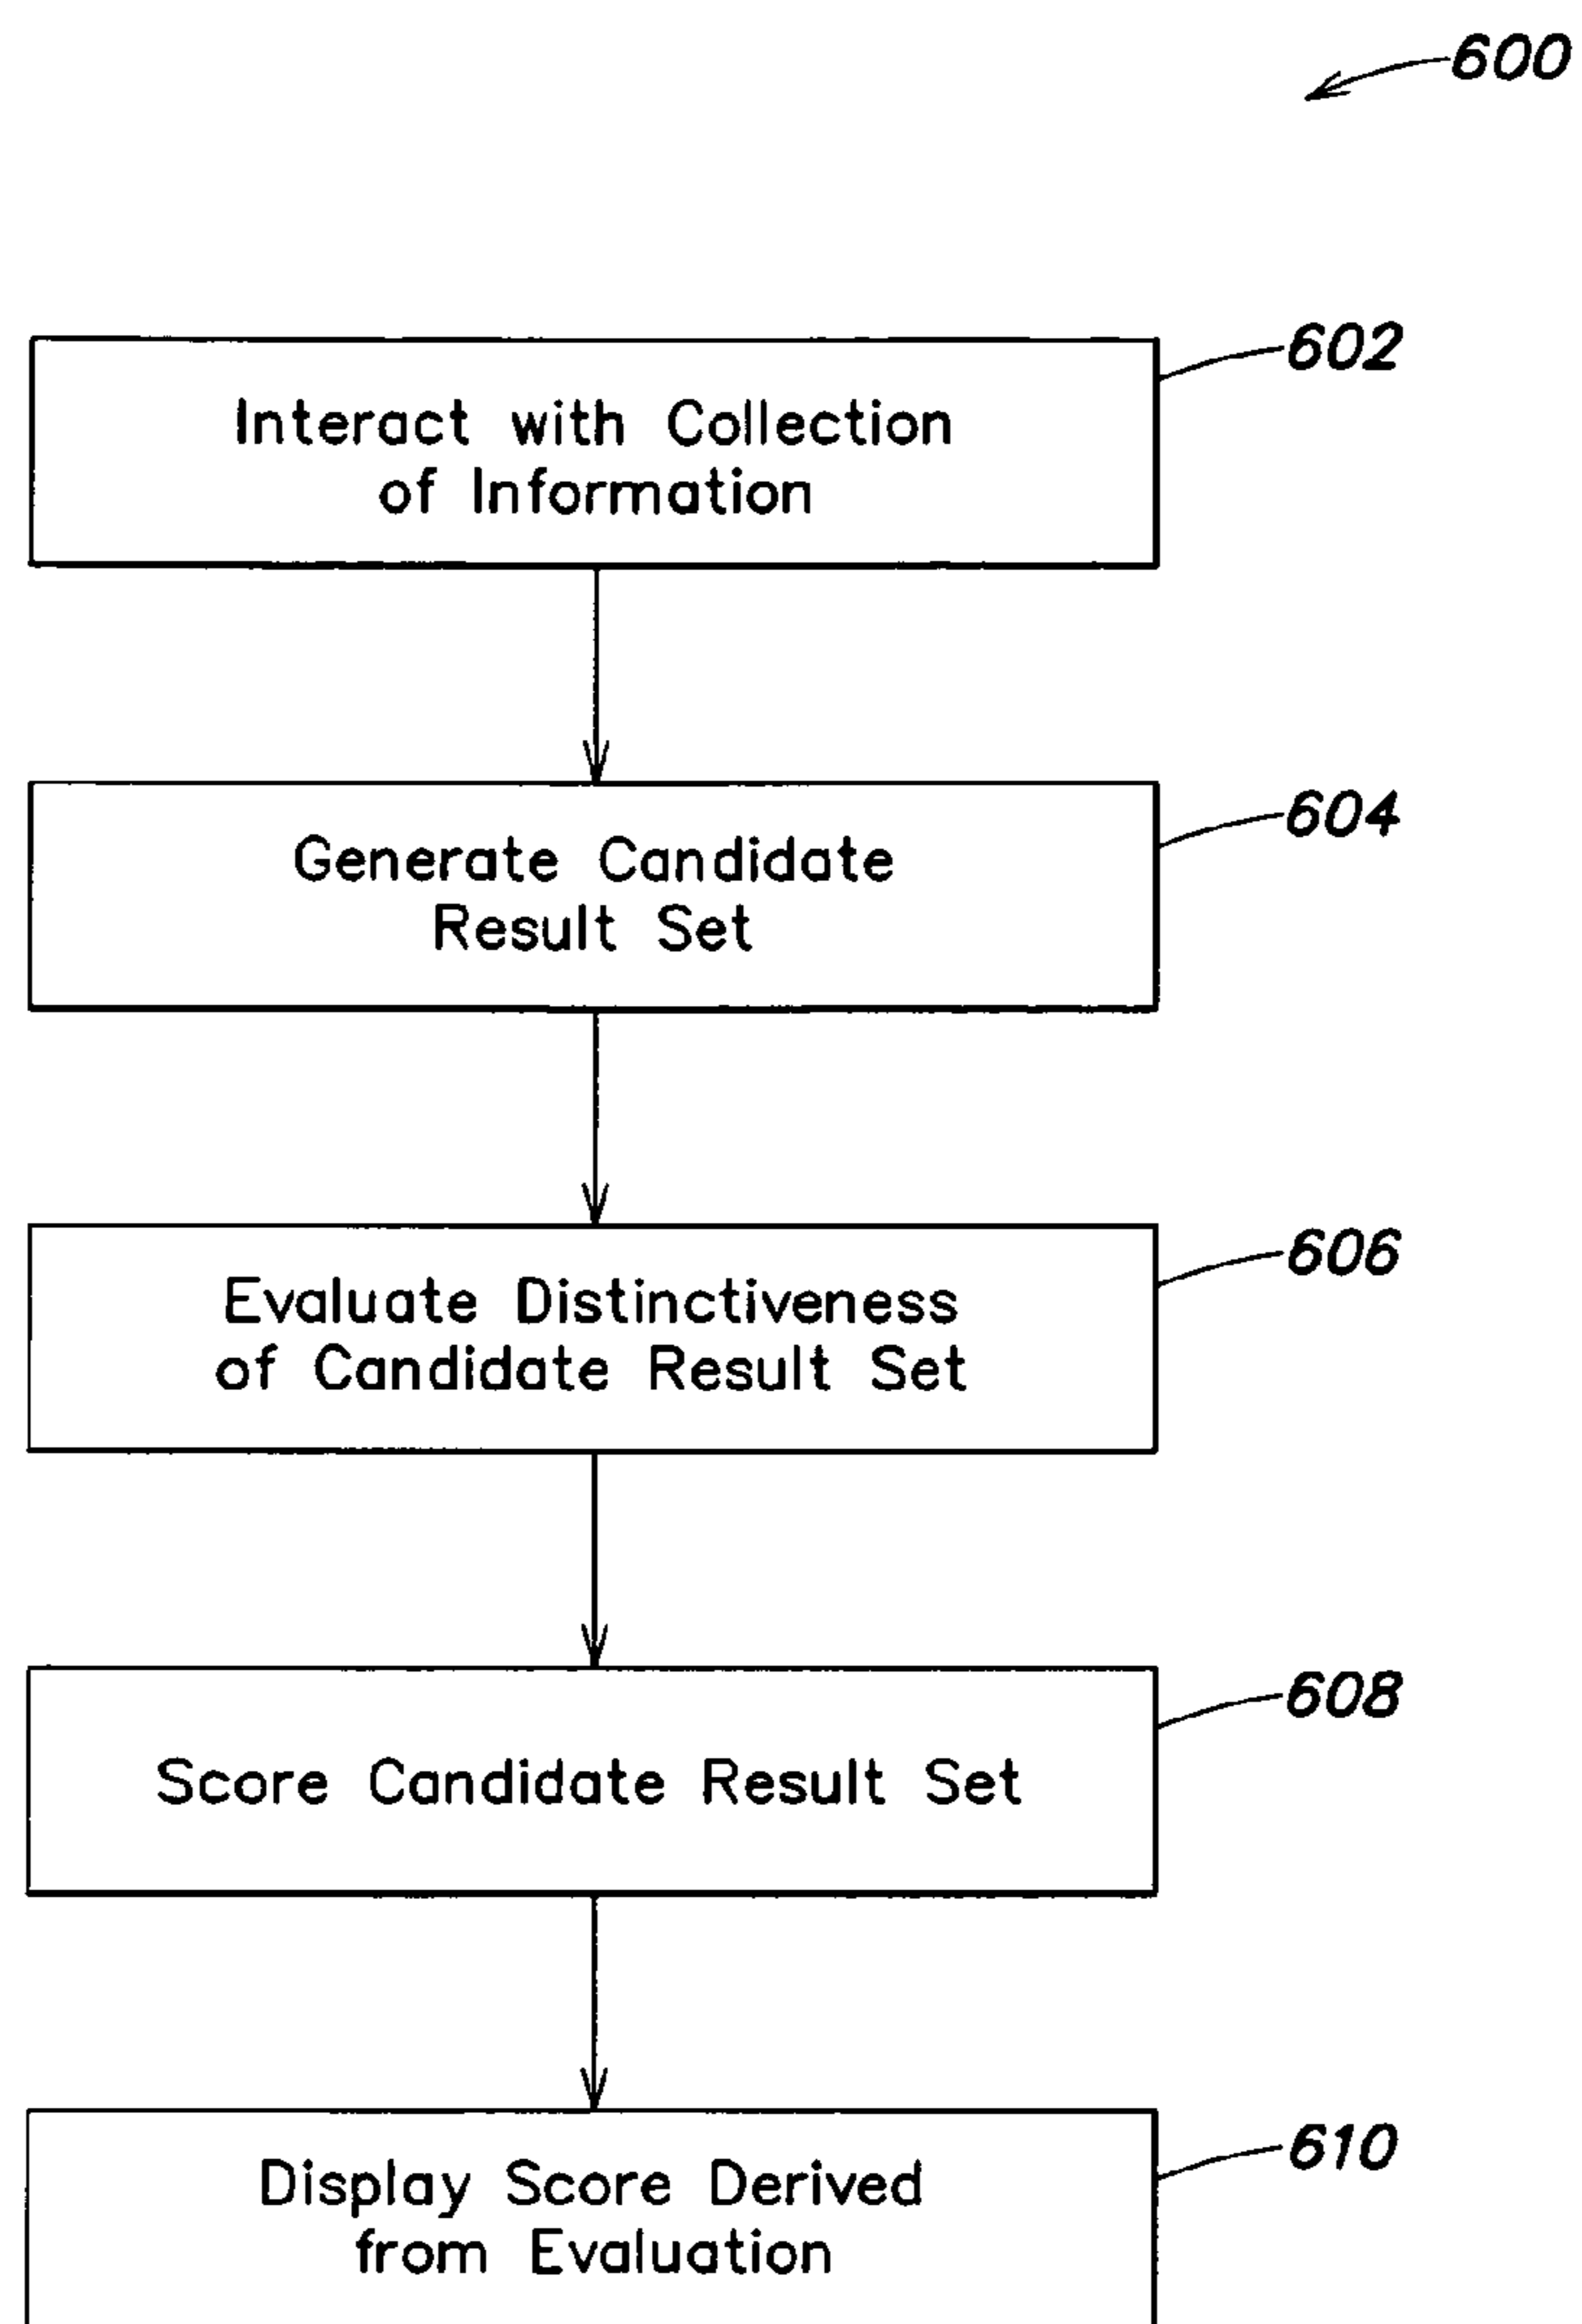 600
602
Interact with Collection
of Information
604
Generate Candidate
Result Set
606
Evaluate Distinctiveness
of Candidate Result Set
608
Score Candidate Result Set
610
Display Score Derived
from Evaluation